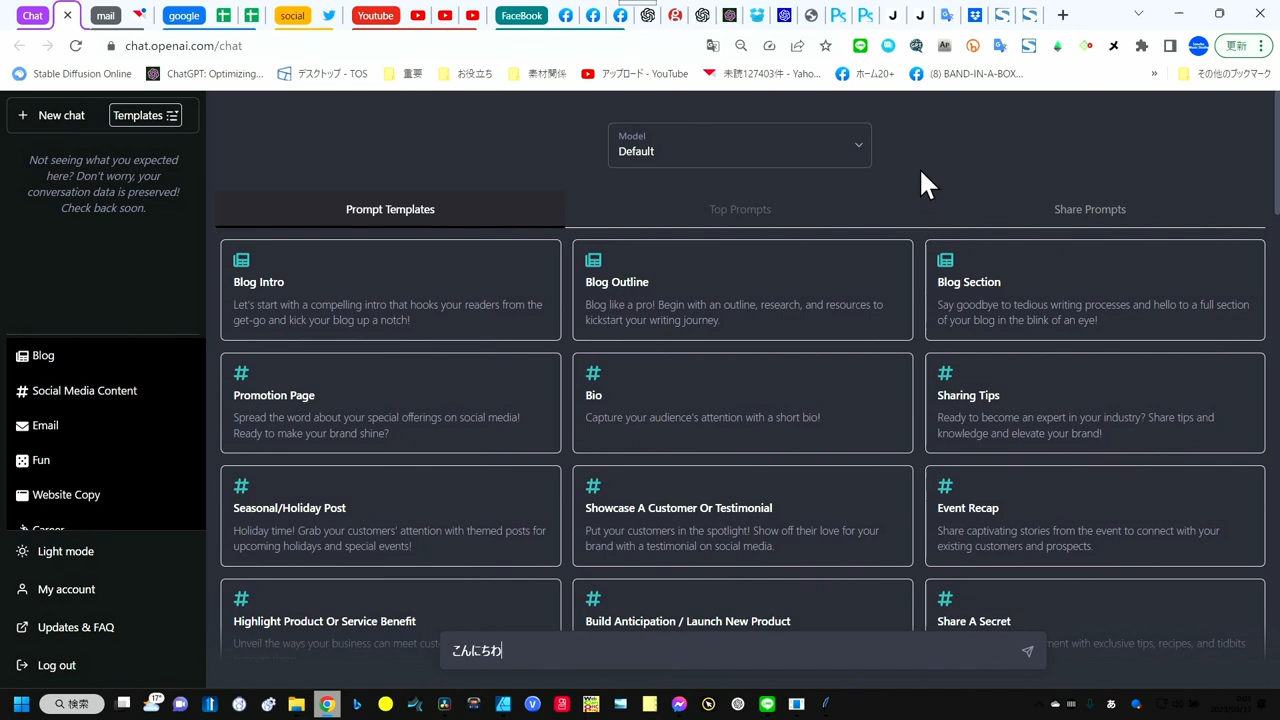 Chat
mail
google
social
Youtube
FaceBook
chat.openai.com/chat
更新
Stable Diffusion Online
ChatGPT: Optimizing...
デスクトップ - TOS
重要
お役立ち
素材関係
アップロード - YouTube
未読127403件 - Yaho...
ホーム20+
(8) BAND-IN-A-BOX...
»
その他のブックマーク
New chat
Templates
Not seeing what you expected
here? Don't worry, your
conversation data is preserved!
Check back soon.
Model
Default
Prompt Templates
Top Prompts
Share Prompts
Blog Intro
Let's start with a compelling intro that hooks your readers from the
get-go and kick your blog up a notch!
Blog Outline
Blog like a pro! Begin with an outline, research, and resources to
kickstart your writing journey.
Blog Section
Say goodbye to tedious writing processes and hello to a full section
of your blog in the blink of an eye!
Promotion Page
Spread the word about your special offerings on social media!
Ready to make your brand shine?
Bio
Capture your audience's attention with a short bio!
Sharing Tips
Ready to become an expert in your industry? Share tips and
knowledge and elevate your brand!
Seasonal/Holiday Post
Holiday time! Grab your customers' attention with themed posts for
upcoming holidays and special events!
Showcase A Customer Or Testimonial
Put your customers in the spotlight! Show off their love for your
brand with a testimonial on social media.
Event Recap
Share captivating stories from the event to connect with your
existing customers and prospects.
Highlight Product Or Service Benefit
Unveil the ways your business can meet
Build Anticipation / Launch New Product
Share A Secret
with exclusive tips, recipes, and tidbits
こんにちわ
Blog
Social Media Content
Email
Fun
Website Copy
Career
Light mode
My account
Updates & FAQ
Log out
検索
17°
あ